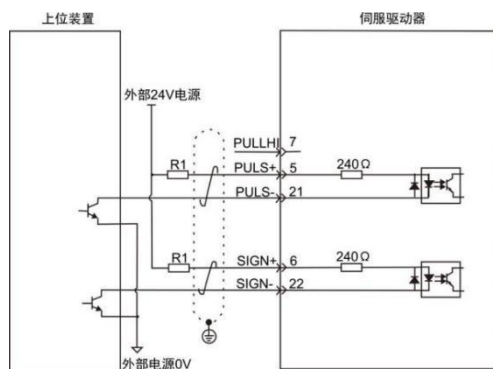 上位装置
伺服驱动器
外部24V电源
PULLHI 7
R1 PULS+ 5 240Ω
PULS- 21
R1 SIGN+ 6 240Ω
SIGN- 22
外部电源0V